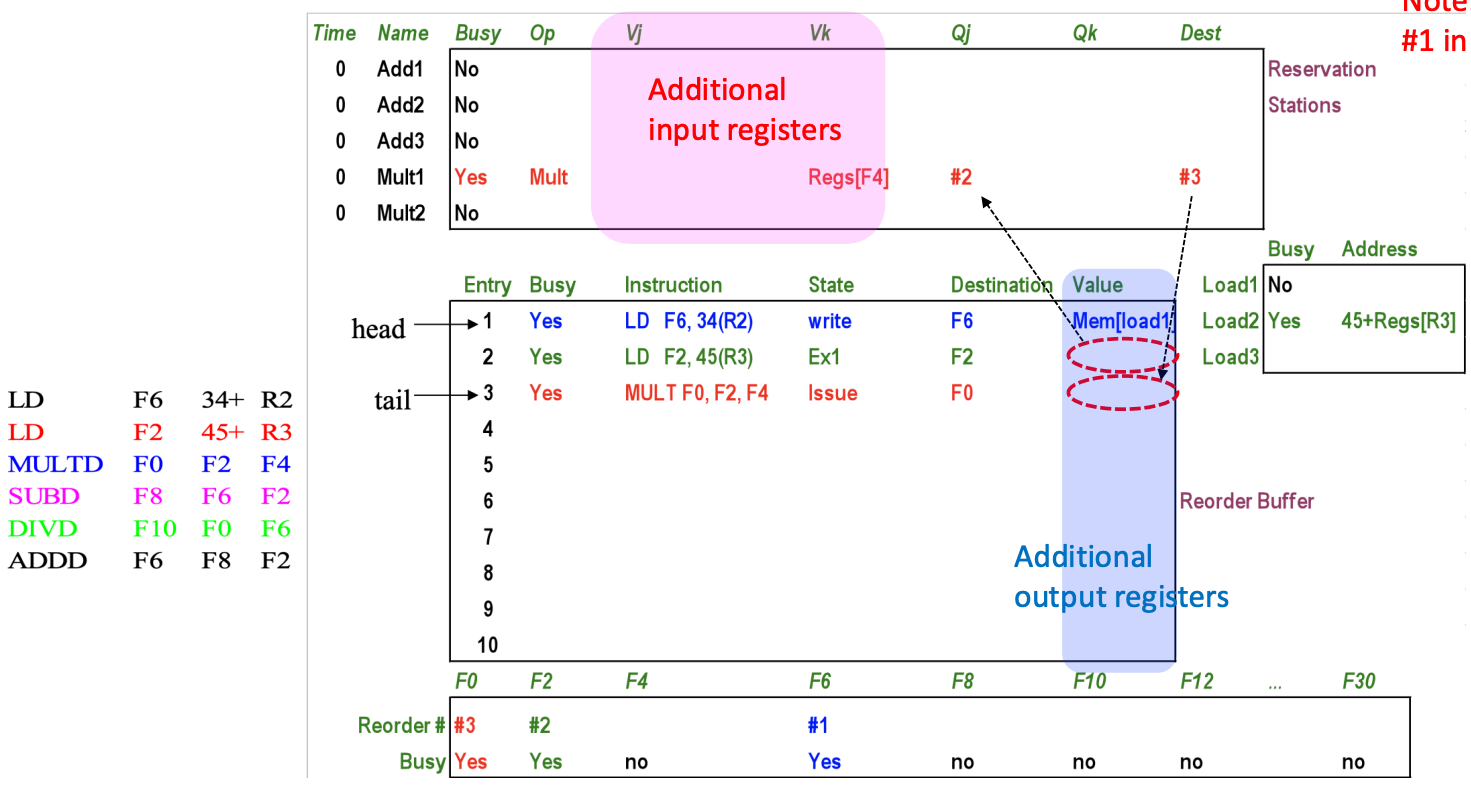 Note
#1 in
Time Name Busy Op Vj Vk Qj Qk Dest
0 Add1 No Reservation
0 Add2 No Stations
0 Add3 No
0 Mult1 Yes Mult Regs[F4] #2 #3
0 Mult2 No
Additional
input registers
Busy Address
Entry Busy Instruction State Destination Value Load1 No
head 1 Yes LD F6, 34(R2) write F6 Mem[load1] Load2 Yes 45+Regs[R3]
2 Yes LD F2, 45(R3) Ex1 F2 Load3
tail 3 Yes MULT F0, F2, F4 Issue F0
4
5
6 Reorder Buffer
7
8
9
10
Additional
output registers
LD F6 34+ R2
LD F2 45+ R3
MULTD F0 F2 F4
SUBD F8 F6 F2
DIVD F10 F0 F6
ADDD F6 F8 F2
F0 F2 F4 F6 F8 F10 F12 ... F30
Reorder # #3 #2 #1
Busy Yes Yes no Yes no no no no